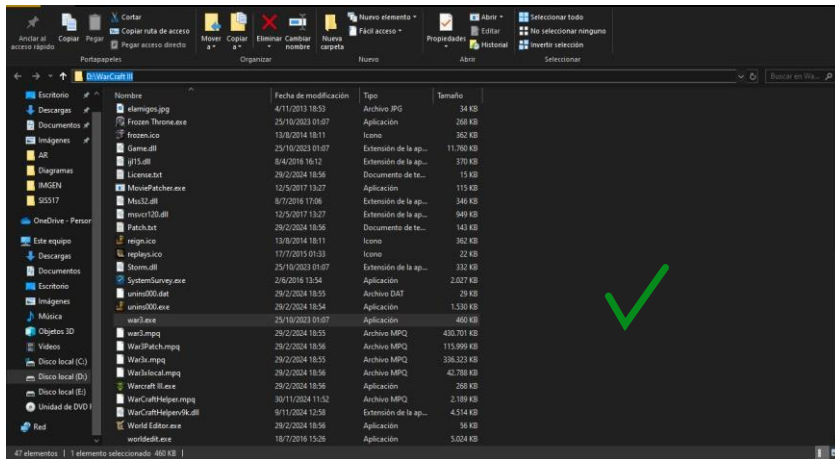 Anclar al acceso rápido
Copiar
Pegar
Cortar
Copiar ruta de acceso
Pegar acceso directo
Mover a
Copiar a
Eliminar
Cambiar nombre
Nueva carpeta
Nuevo elemento
Fácil acceso
Propiedades
Abrir
Editar
Historial
Seleccionar todo
No seleccionar ninguno
Invertir selección
Portapapeles
Organizar
Nuevo
Abrir
Seleccionar
D:\WarCraft III
Buscar en Wa...
Escritorio
Descargas
Documentos
Imágenes
AR
Diagramas
IMGEN
SIS517
OneDrive - Person
Este equipo
Descargas
Documentos
Escritorio
Imágenes
Música
Objetos 3D
Videos
Disco local (C:)
Disco local (D:)
Disco local (E:)
Unidad de DVD
Red
Nombre Fecha de modificación Tipo Tamaño
elamigos.jpg 4/11/2013 18:53 Archivo JPG 34 KB
Frozen Throne.exe 25/10/2023 01:07 Aplicación 268 KB
frozen.ico 13/8/2014 18:11 Icono 362 KB
Game.dll 25/10/2023 01:07 Extensión de la ap... 11.760 KB
ijl15.dll 8/4/2016 16:12 Extensión de la ap... 370 KB
License.txt 29/2/2024 18:56 Documento de te... 15 KB
MoviePatcher.exe 12/5/2017 13:27 Aplicación 115 KB
Mss32.dll 8/7/2016 17:06 Extensión de la ap... 346 KB
msvcr120.dll 12/5/2017 13:27 Extensión de la ap... 949 KB
Patch.txt 29/2/2024 18:56 Documento de te... 143 KB
reign.ico 13/8/2014 18:11 Icono 362 KB
replays.ico 17/7/2015 01:33 Icono 22 KB
Storm.dll 25/10/2023 01:07 Extensión de la ap... 332 KB
SystemSurvey.exe 2/6/2016 13:54 Aplicación 2.027 KB
unins000.dat 29/2/2024 18:55 Archivo DAT 29 KB
unins000.exe 29/2/2024 18:54 Aplicación 1.530 KB
war3.exe 25/10/2023 01:07 Aplicación 460 KB
war3.mpq 29/2/2024 18:55 Archivo MPQ 430.701 KB
War3Patch.mpq 29/2/2024 18:56 Archivo MPQ 115.999 KB
War3x.mpq 29/2/2024 18:55 Archivo MPQ 336.323 KB
War3xlocal.mpq 29/2/2024 18:56 Archivo MPQ 42.788 KB
Warcraft III.exe 29/2/2024 18:56 Aplicación 268 KB
WarCraftHelper.mpq 30/11/2024 11:52 Archivo MPQ 2.189 KB
WarCraftHelperv9k.dll 9/11/2024 12:58 Extensión de la ap... 4.514 KB
World Editor.exe 29/2/2024 18:56 Aplicación 56 KB
worldedit.exe 18/7/2016 15:26 Aplicación 5.024 KB
47 elementos 1 elemento seleccionado 460 KB